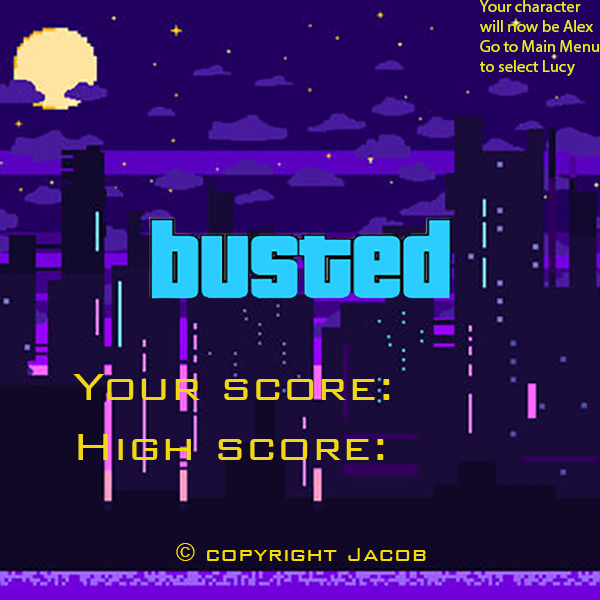 Your character
will now be Alex
Go to Main Menu
to select Lucy
busted
Your score:
High score:
© copyright Jacob